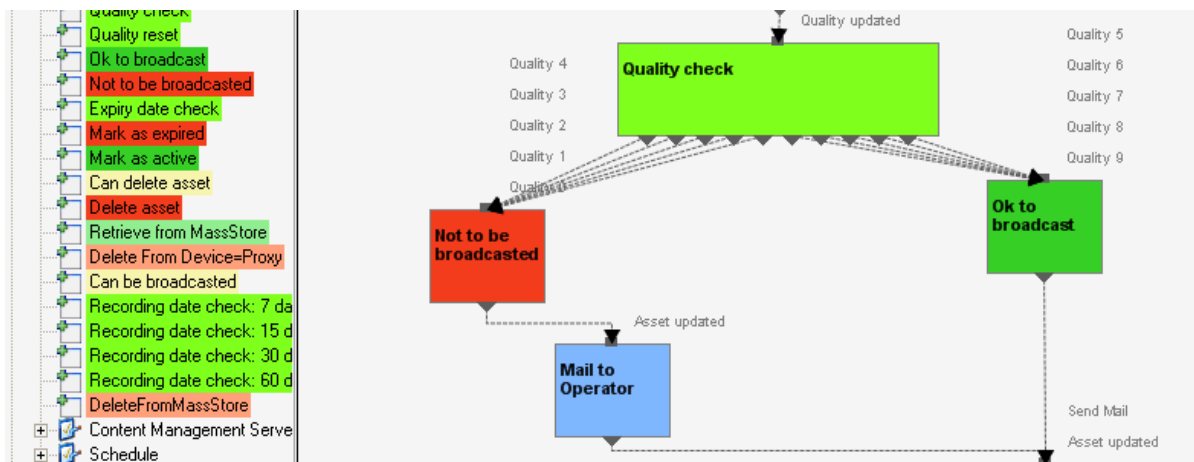 Quality check
Quality reset
Ok to broadcast
Not to be broadcasted
Expiry date check
Mark as expired
Mark as active
Can delete asset
Delete asset
Retrieve from MassStore
Delete From Device=Proxy
Can be broadcasted
Recording date check: 7 da
Recording date check: 15 d
Recording date check: 30 d
Recording date check: 60 d
DeleteFromMassStore
Content Management Serve
Schedule
Quality updated
Quality check
Quality 4
Quality 3
Quality 2
Quality 1
Quality
Quality 5
Quality 6
Quality 7
Quality 8
Quality 9
Not to be
broadcasted
Ok to
broadcast
Asset updated
Mail to
Operator
Send Mail
Asset updated